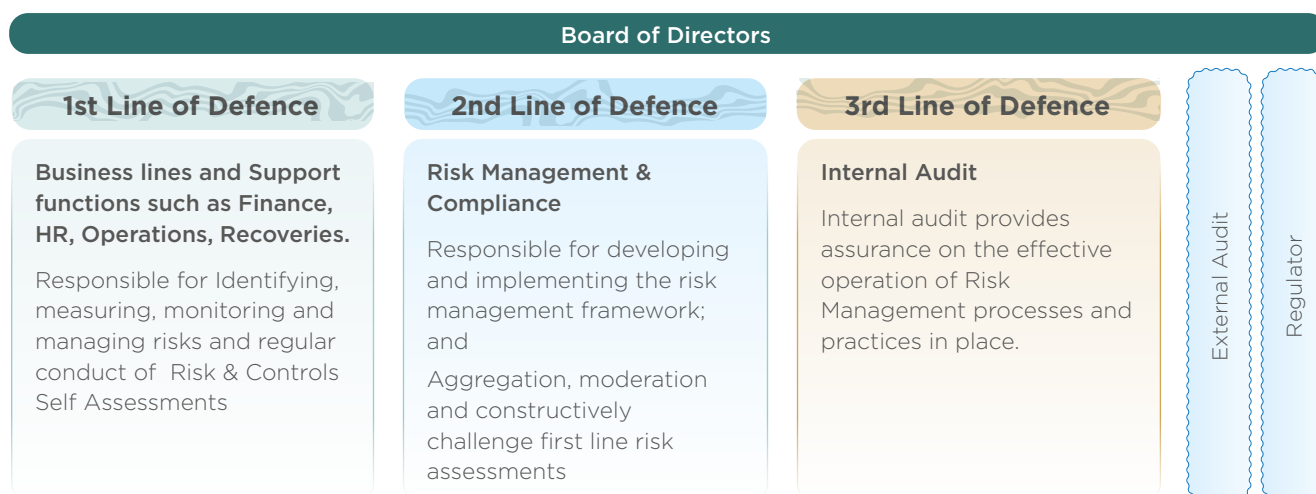 Board of Directors
1st Line of Defence
Business lines and Support
functions such as Finance,
HR, Operations, Recoveries.
Responsible for Identifying,
measuring, monitoring and
managing risks and regular
conduct of Risk & Controls
Self Assessments
2nd Line of Defence
Risk Management &
Compliance
Responsible for developing
and implementing the risk
management framework;
and
Aggregation, moderation
and constructively
challenge first line risk
assessments
3rd Line of Defence
Internal Audit
Internal audit provides
assurance on the effective
operation of Risk
Management processes and
practices in place.
External Audit
Regulator